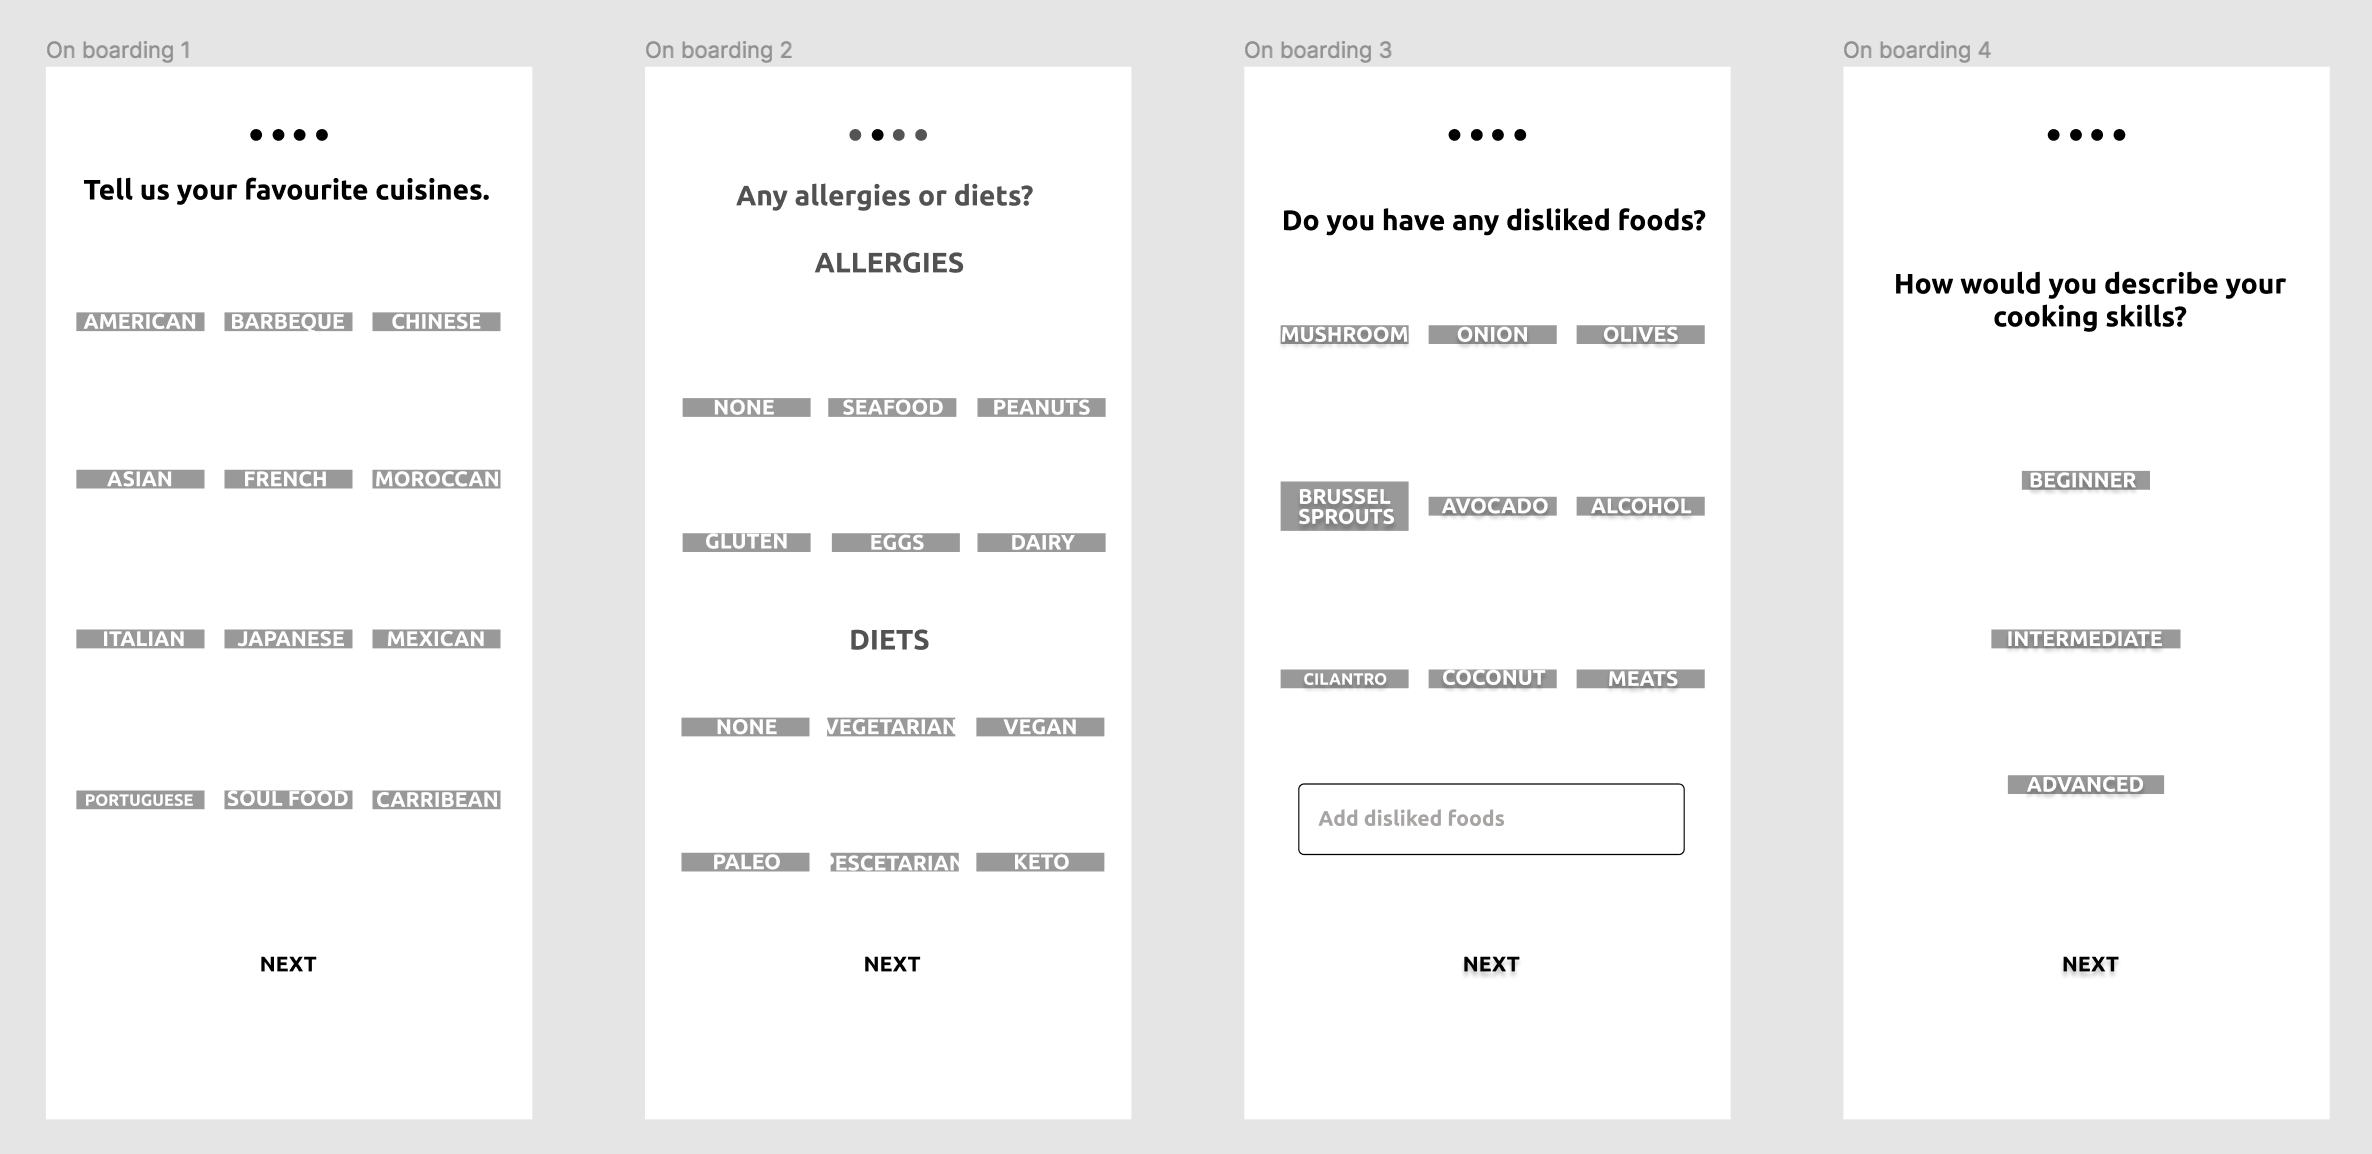 On boarding 1
Tell us your favourite cuisines.
AMERICAN BARBEQUE CHINESE
ASIAN FRENCH MOROCCAN
ITALIAN JAPANESE MEXICAN
PORTUGUESE SOUL FOOD CARRIBEAN
NEXT
On boarding 2
Any allergies or diets?
ALLERGIES
NONE SEAFOOD PEANUTS
GLUTEN EGGS DAIRY
DIETS
NONE VEGETARIAN VEGAN
PALEO PESCETARIAN KETO
NEXT
On boarding 3
Do you have any disliked foods?
MUSHROOM ONION OLIVES
BRUSSEL
SPROUTS AVOCADO ALCOHOL
CILANTRO COCONUT MEATS
Add disliked foods
NEXT
On boarding 4
How would you describe your
cooking skills?
BEGINNER
INTERMEDIATE
ADVANCED
NEXT